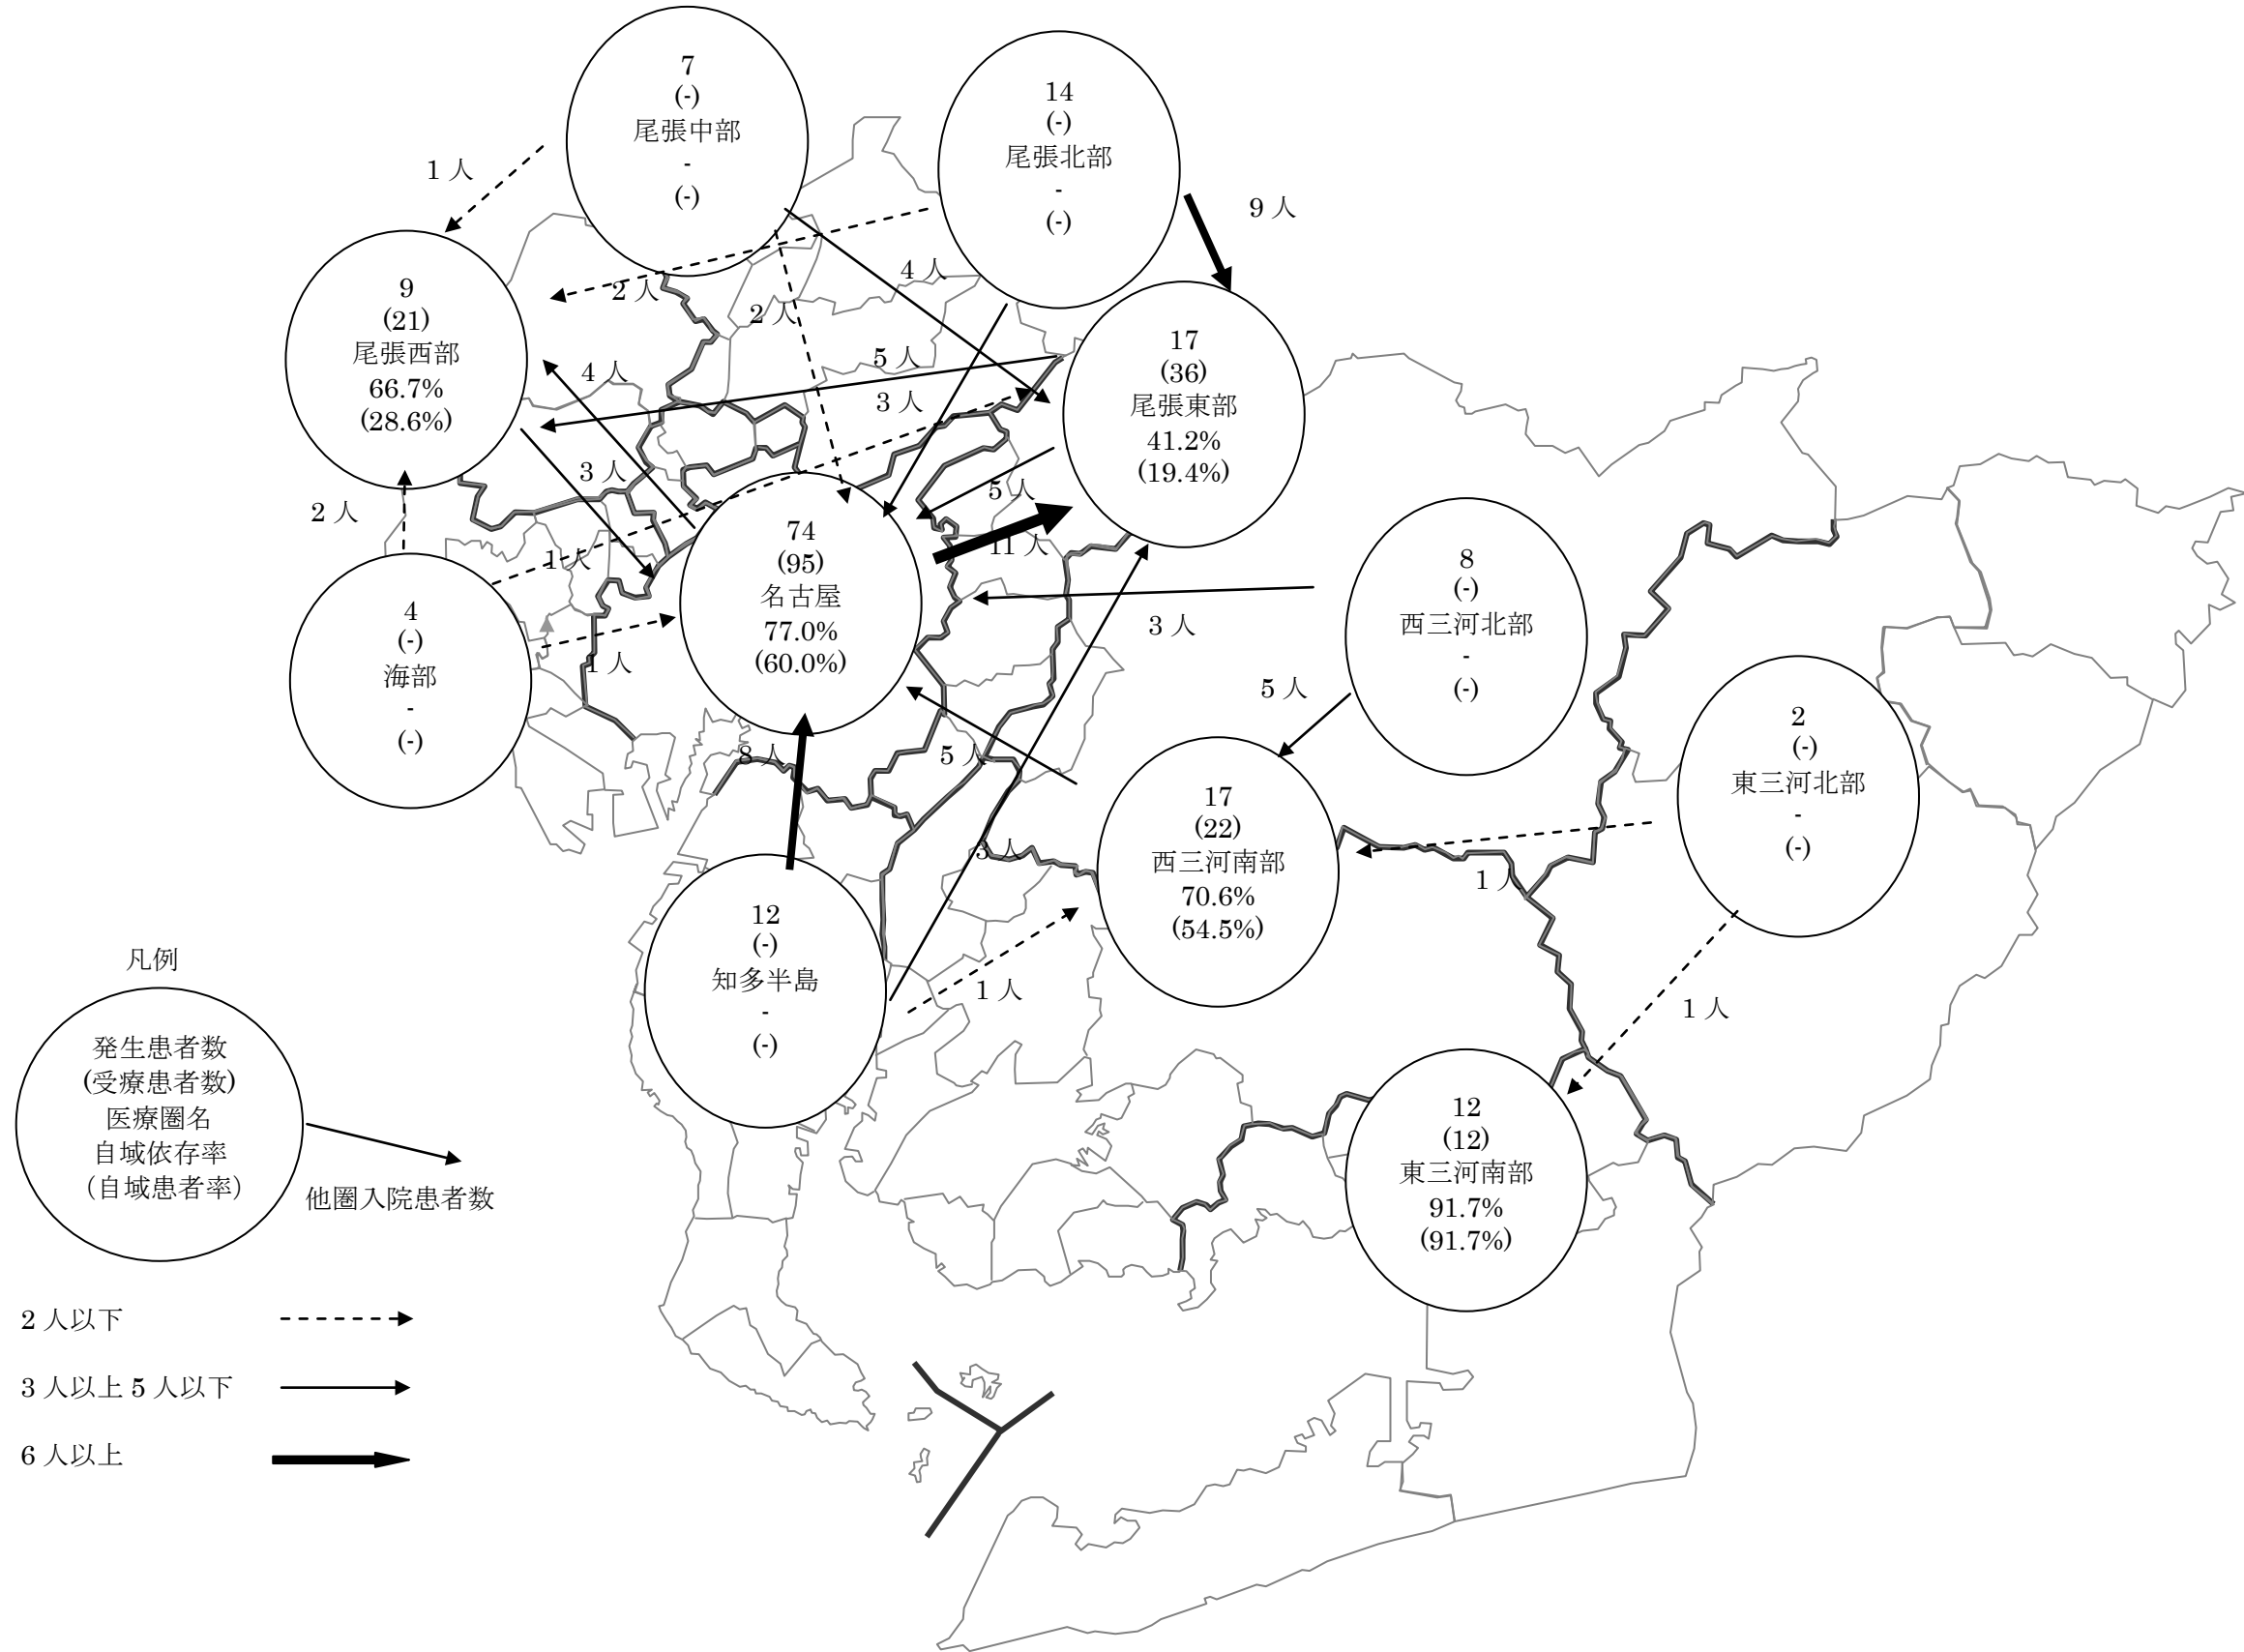 7
(-)
尾張中部
-
(-)
14
(-)
尾張北部
-
(-)
1 人
9 人
9
(21)
尾張西部
66.7%
(28.6%)
2 人
4 人
2 人
17
(36)
尾張東部
41.2%
(19.4%)
4 人
5 人
3 人
3 人
5 人
11 人
2 人
1 人
74
(95)
名古屋
77.0%
(60.0%)
8
(-)
西三河北部
-
(-)
3 人
4
(-)
海部
-
(-)
1 人
5 人
2
(-)
東三河北部
-
(-)
8 人
5 人
17
(22)
西三河南部
70.6%
(54.5%)
3 人
1 人
12
(-)
知多半島
-
(-)
1 人
1 人
12
(12)
東三河南部
91.7%
(91.7%)
凡例
発生患者数
(受療患者数)
医療圏名
自域依存率
（自域患者率）
他圏入院患者数
2 人以下
3 人以上 5 人以下
6 人以上